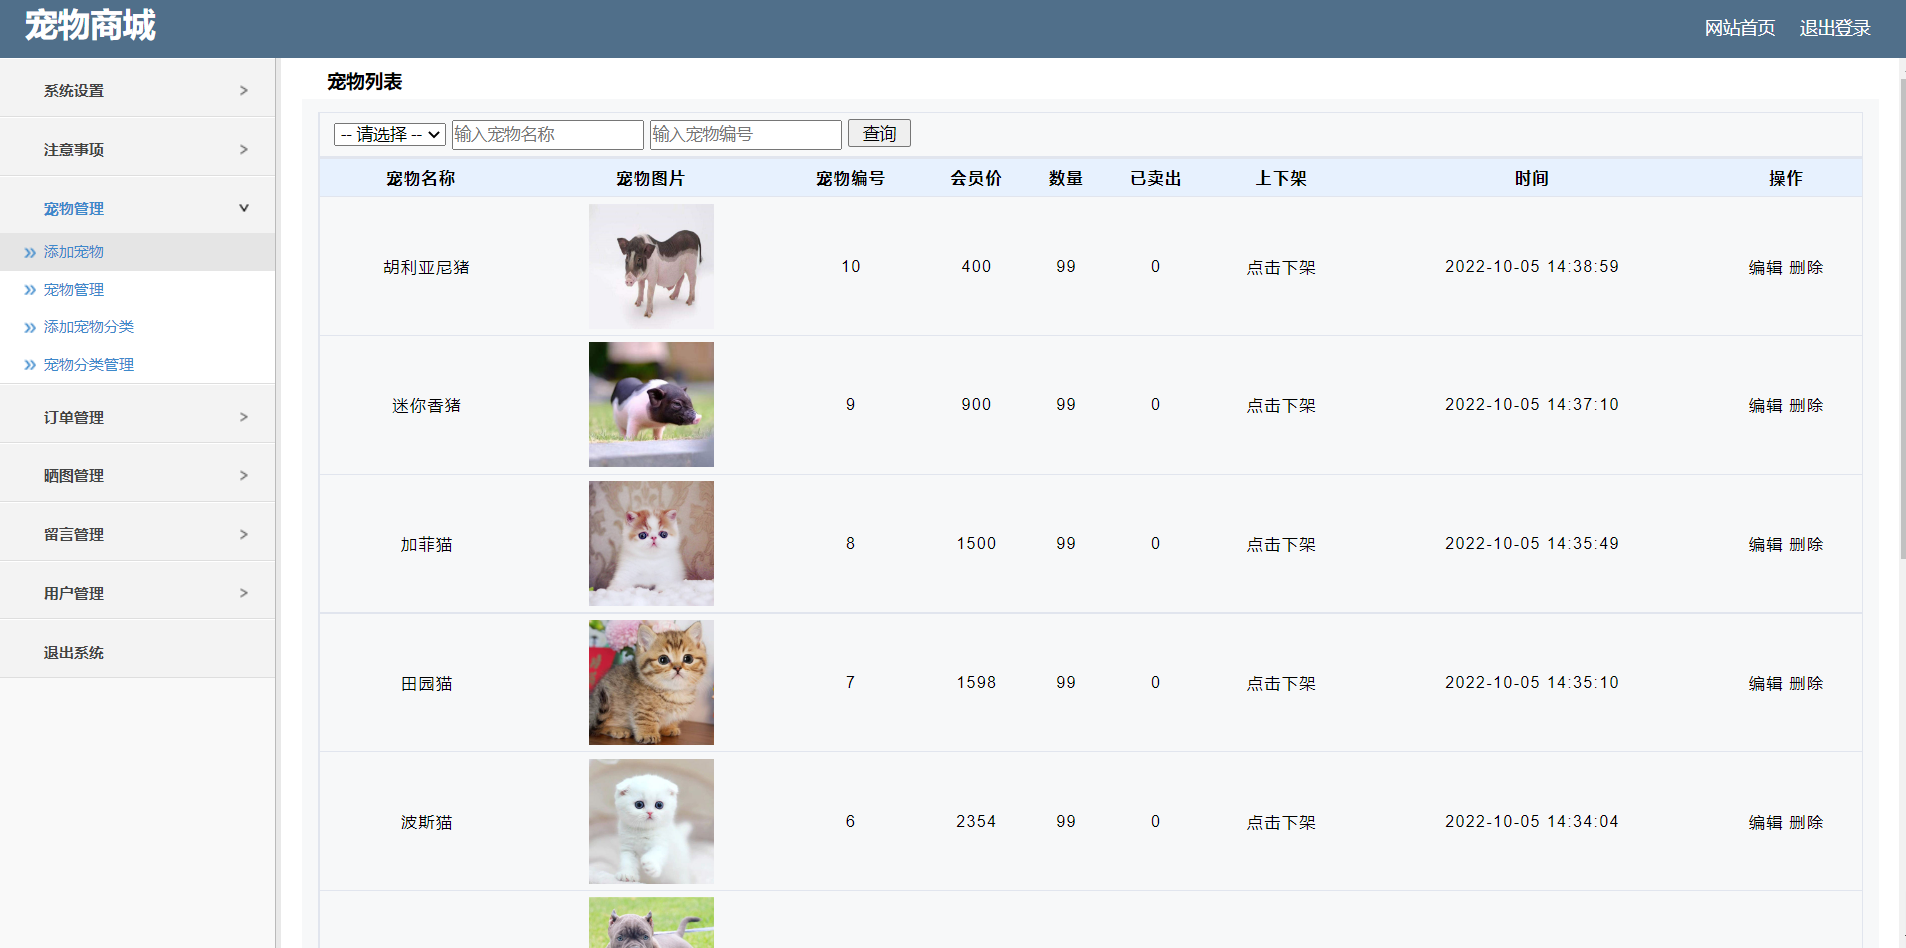 宠物商城
网站首页 退出登录
系统设置
注意事项
宠物管理
添加宠物
宠物管理
添加宠物分类
宠物分类管理
订单管理
晒图管理
留言管理
用户管理
退出系统
宠物列表
-- 请选择 -- 输入宠物名称 输入宠物编号 查询
宠物名称 宠物图片 宠物编号 会员价 数量 已卖出 上下架 时间 操作
胡利亚尼猪 10 400 99 0 点击下架 2022-10-05 14:38:59 编辑 删除
迷你香猪 9 900 99 0 点击下架 2022-10-05 14:37:10 编辑 删除
加菲猫 8 1500 99 0 点击下架 2022-10-05 14:35:49 编辑 删除
田园猫 7 1598 99 0 点击下架 2022-10-05 14:35:10 编辑 删除
波斯猫 6 2354 99 0 点击下架 2022-10-05 14:34:04 编辑 删除